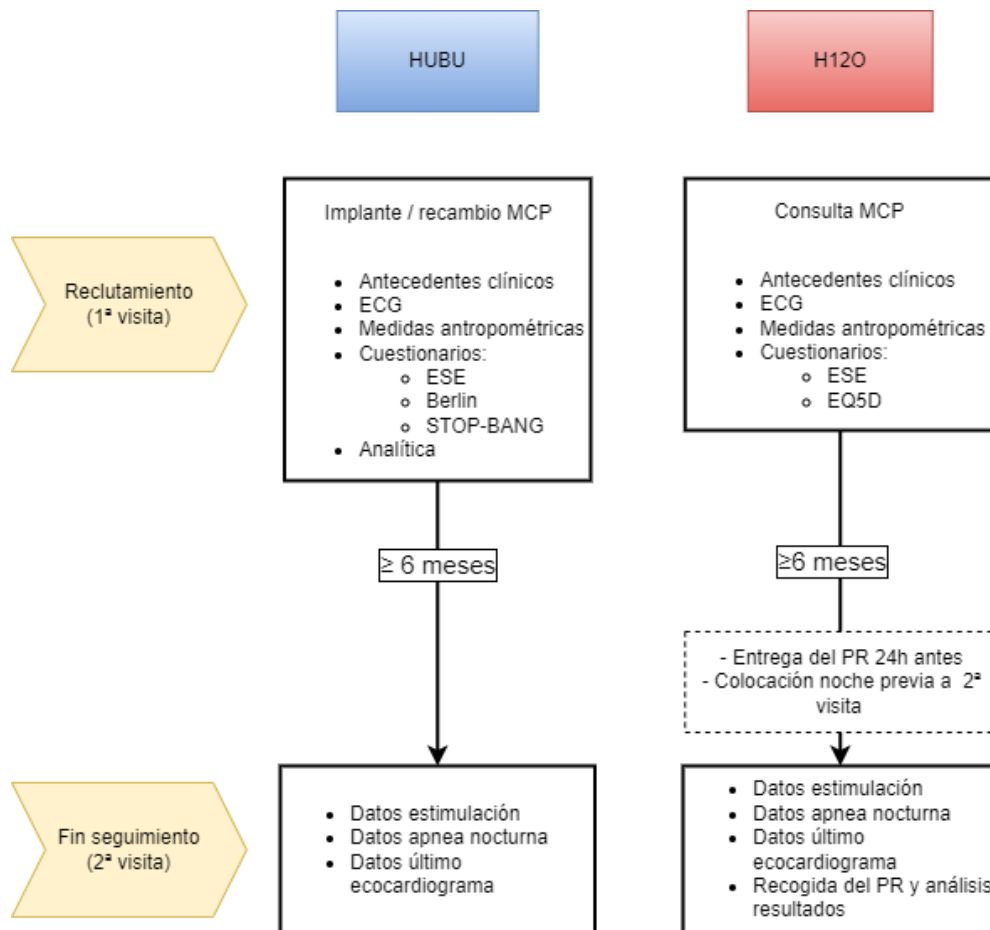 HUBU
H12O
Reclutamiento
(1ª visita)
Implante / recambio MCP
• Antecedentes clínicos
• ECG
• Medidas antropométricas
• Cuestionarios:
○ ESE
○ Berlin
○ STOP-BANG
• Analítica
Consulta MCP
• Antecedentes clínicos
• ECG
• Medidas antropométricas
• Cuestionarios:
○ ESE
○ EQ5D
≥ 6 meses
≥6 meses
- Entrega del PR 24h antes
- Colocación noche previa a 2ª
visita
Fin seguimiento
(2ª visita)
• Datos estimulación
• Datos apnea nocturna
• Datos último
ecocardiograma
• Datos estimulación
• Datos apnea nocturna
• Datos último
ecocardiograma
• Recogida del PR y análisis
resultados